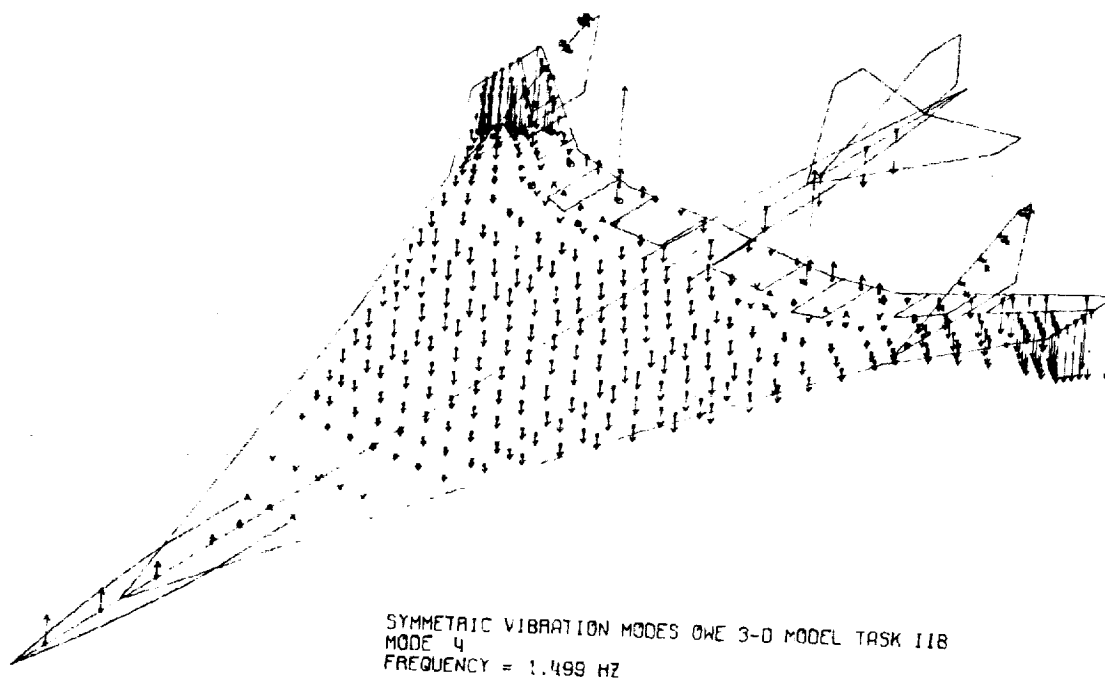 SYMMETRIC VIBRATION MODES OWE 3-D MODEL TASK IIB
MODE 4
FREQUENCY = 1.499 HZ